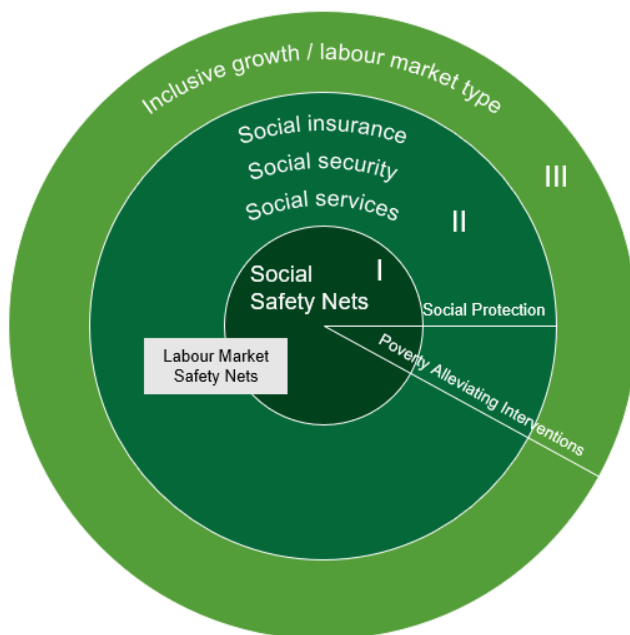 Inclusive growth / labour market type
Social insurance
Social security
Social services
III
II
I
Social
Safety Nets
Social Protection
Poverty Alleviating Interventions
Labour Market
Safety Nets